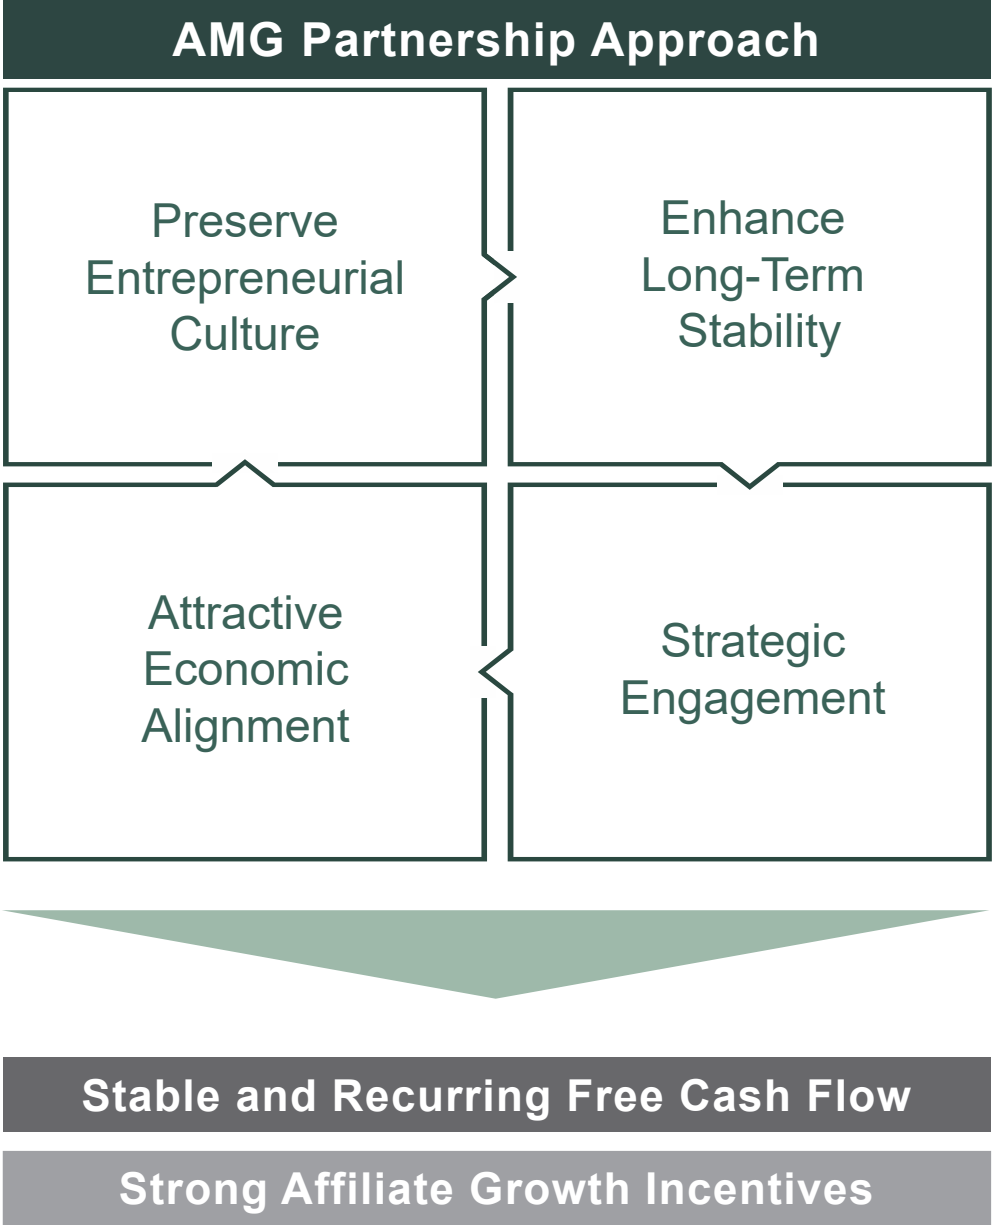 AMG Partnership Approach
Preserve
Entrepreneurial
Culture
Enhance
Long-Term
Stability
Attractive
Economic
Alignment
Strategic
Engagement
Stable and Recurring Free Cash Flow
Strong Affiliate Growth Incentives